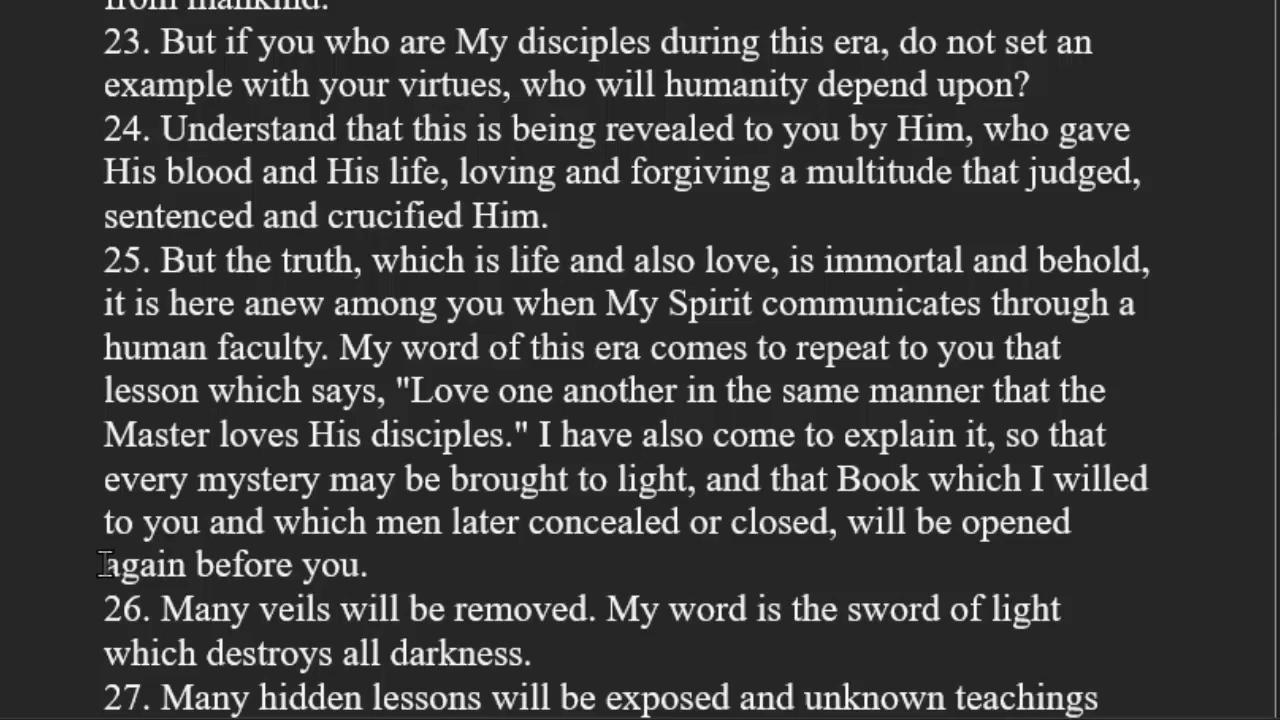 from mankind.
23. But if you who are My disciples during this era, do not set an
example with your virtues, who will humanity depend upon?
24. Understand that this is being revealed to you by Him, who gave
His blood and His life, loving and forgiving a multitude that judged,
sentenced and crucified Him.
25. But the truth, which is life and also love, is immortal and behold,
it is here anew among you when My Spirit communicates through a
human faculty. My word of this era comes to repeat to you that
lesson which says, "Love one another in the same manner that the
Master loves His disciples." I have also come to explain it, so that
every mystery may be brought to light, and that Book which I willed
to you and which men later concealed or closed, will be opened
again before you.
26. Many veils will be removed. My word is the sword of light
which destroys all darkness.
27. Many hidden lessons will be exposed and unknown teachings